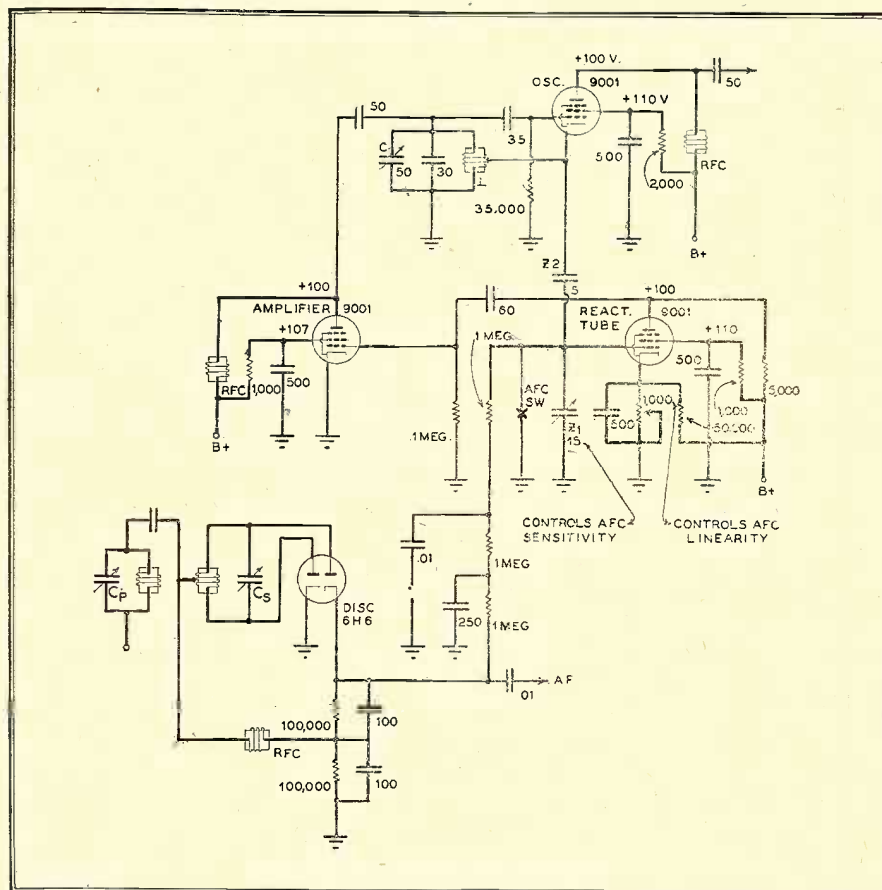 +100 V.
OSC.
9001
50
50
+110 V
35
C
50
30
L
500
2,000
RFC
35,000
B+
Z2
5
+100
AMPLIFIER
9001
+107
RFC
1,000
500
B+
60
+100
REACT.
TUBE
9001
+110
.1 MEG.
500
AFC
SW
1,000
1,000
5,000
500
50,000
Z1
15
.1 MEG.
B+
CONTROLS AFC
SENSITIVITY
CONTROLS AFC
LINEARITY
.01
1 MEG
Cp
Cs
DISC
6H6
250
1 MEG
AF
01
100,000
100
RFC
100,000
100